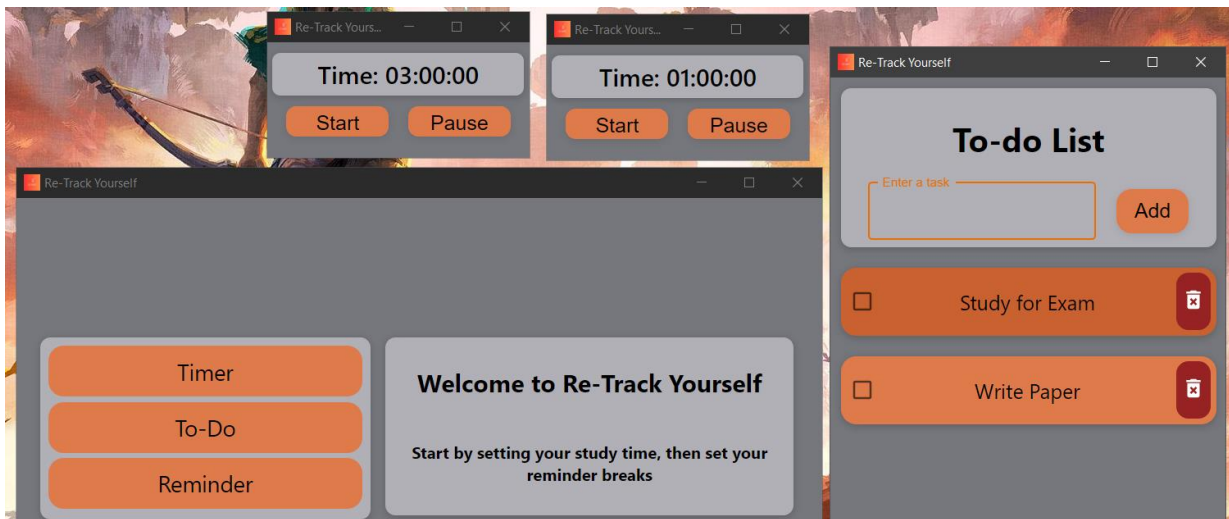 Re-Track Yours...
Time: 03:00:00
Start
Pause
Re-Track Yours...
Time: 01:00:00
Start
Pause
Re-Track Yourself
Timer
To-Do
Reminder
Welcome to Re-Track Yourself
Start by setting your study time, then set your
reminder breaks
Re-Track Yourself
To-do List
Enter a task
Add
Study for Exam
Write Paper